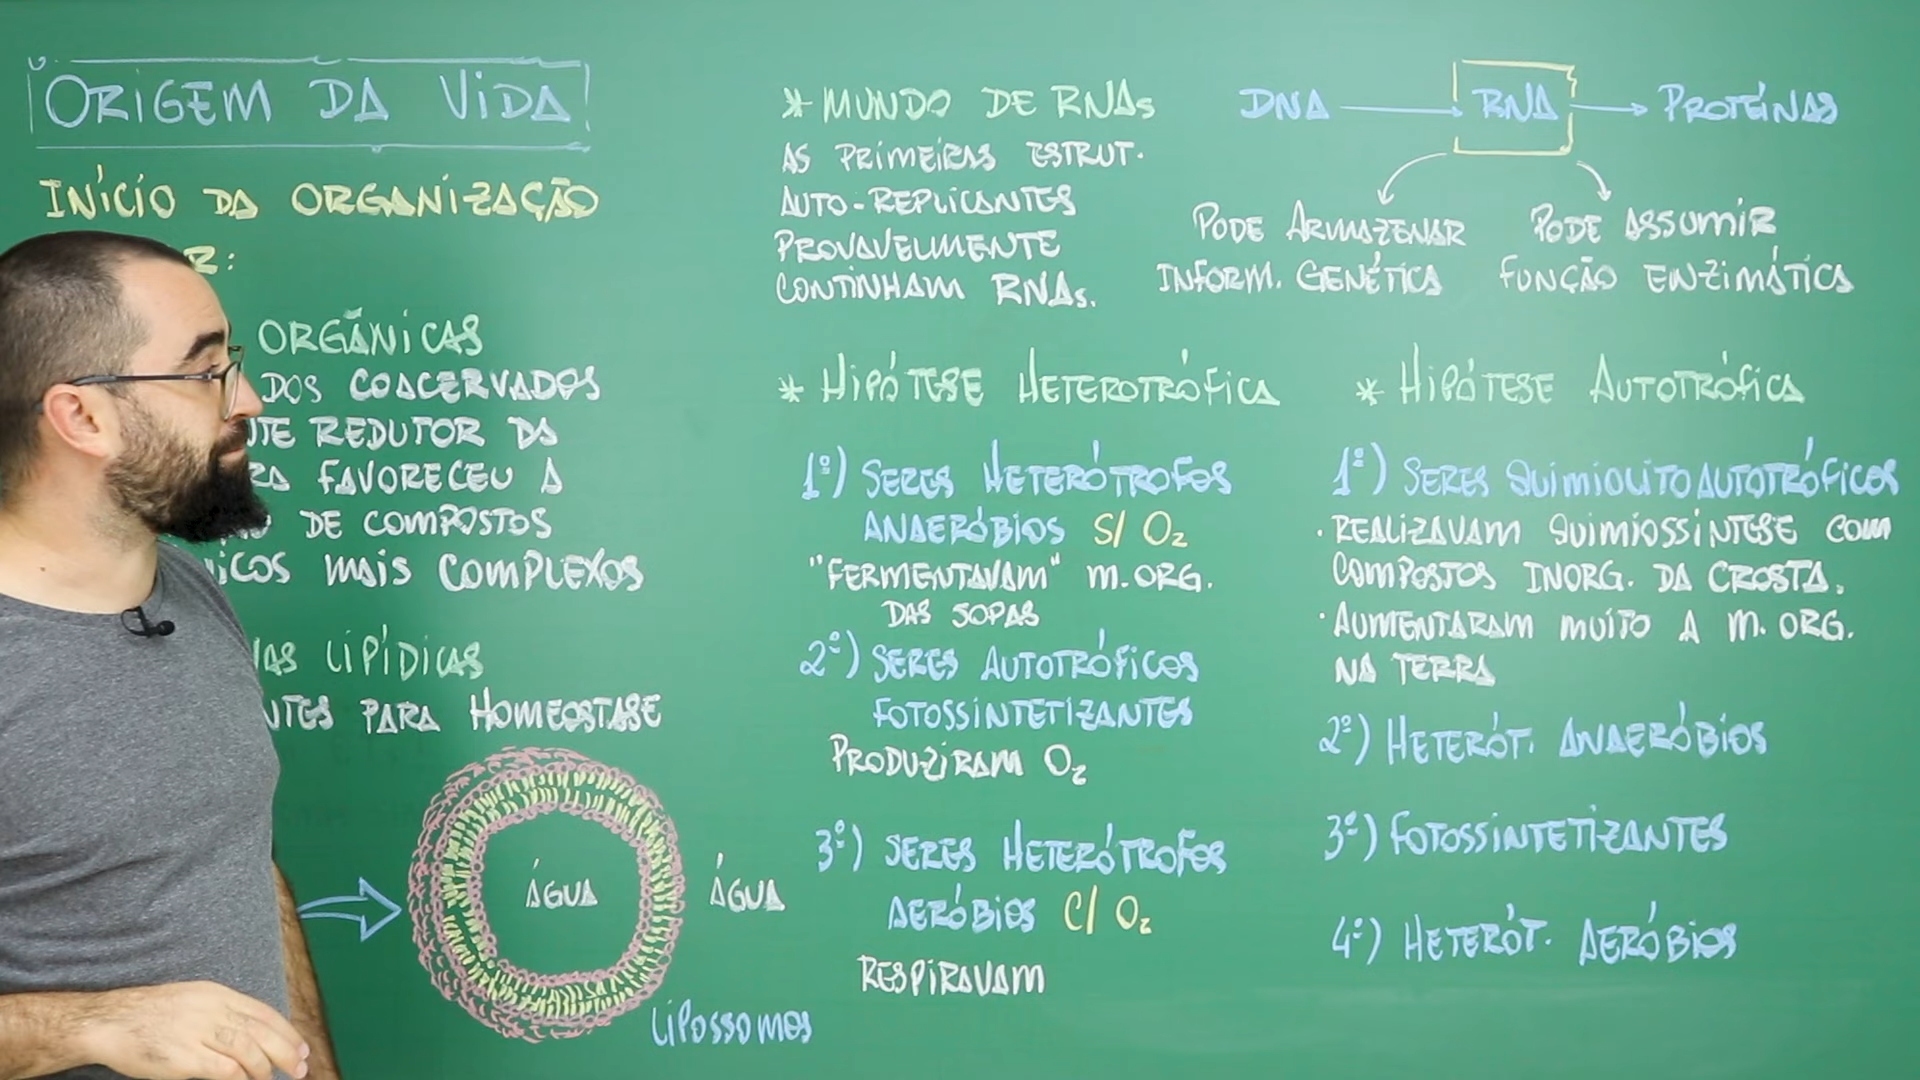 ORIGEM DA VIDA
INÍCIO DA ORGANIZAÇÃO
R:
ORGÂNICAS
DOS COACERVADOS
REDUTOR DA
FAVORECEU A
DE COMPOSTOS
MAIS COMPLEXOS
LIPÍDICAS
PARA HOMEOSTASE
ÁGUA
ÁGUA
LIPOSSOMOS
* MUNDO DE RNAs
AS PRIMEIRAS ESTRUT.
AUTO-REPLICANTES
PROVAVELMENTE
CONTINHAM RNAs.
DNA → RNA → PROTEÍNAS
PODE ARMAZENAR
INFORM. GENÉTICA
PODE ASSUMIR
FUNÇÃO ENZIMÁTICA
* HIPÓTESE HETEROTRÓFICA
1º) SERES HETERÓTROFOS
ANAERÓBIOS S/ O₂
"FERMENTAVAM" M. ORG.
DAS SOPAS
2º) SERES AUTOTRÓFICOS
FOTOSSINTETIZANTES
PRODUZIRAM O₂
3º) SERES HETERÓTROFOS
AERÓBIOS C/ O₂
RESPIRAVAM
* HIPÓTESE AUTOTRÓFICA
1º) SERES QUIMIOLITOAUTOTRÓFICOS
· REALIZAVAM QUIMIOSSÍNTESE COM
COMPOSTOS INORG. DA CROSTA.
· AUMENTARAM MUITO A M. ORG.
NA TERRA
2º) HETERÓT. ANAERÓBIOS
3º) FOTOSSINTETIZANTES
4º) HETERÓT. AERÓBIOS